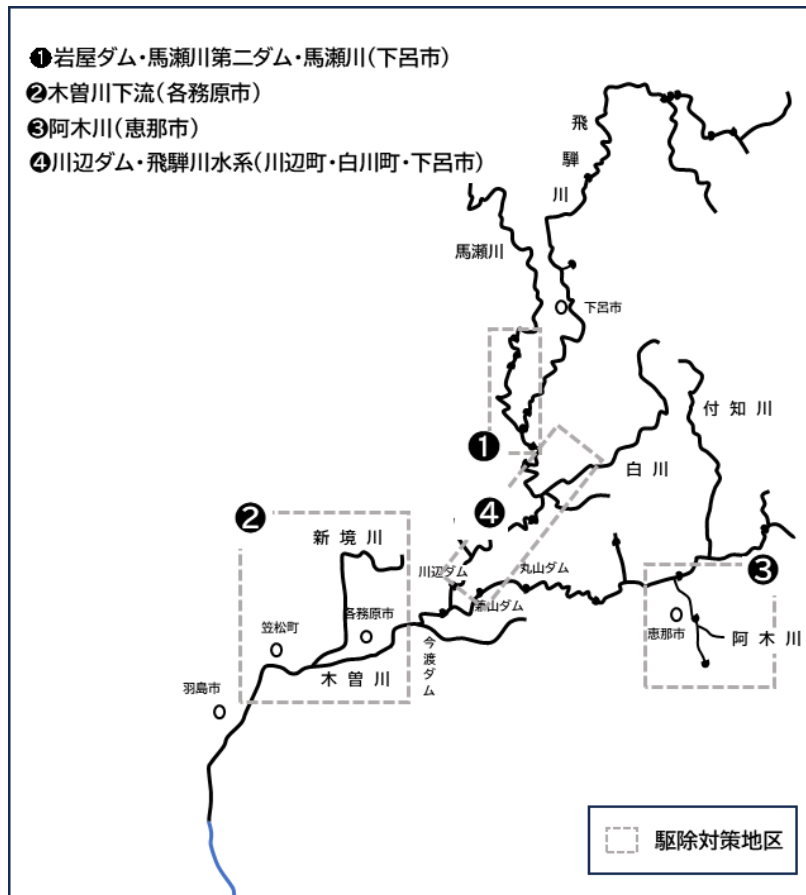 ❶岩屋ダム・馬瀬川第二ダム・馬瀬川(下呂市)
❷木曽川下流(各務原市)
❸阿木川(恵那市)
❹川辺ダム・飛騨川水系(川辺町・白川町・下呂市)
飛騨川
馬瀬川
下呂市
付知川
❶
白川
❷
❹
新境川
川辺ダム
丸山ダム
❸
各務原市
笠松町
恵那市
阿木川
今渡ダム
木曽川
羽島市
駆除対策地区